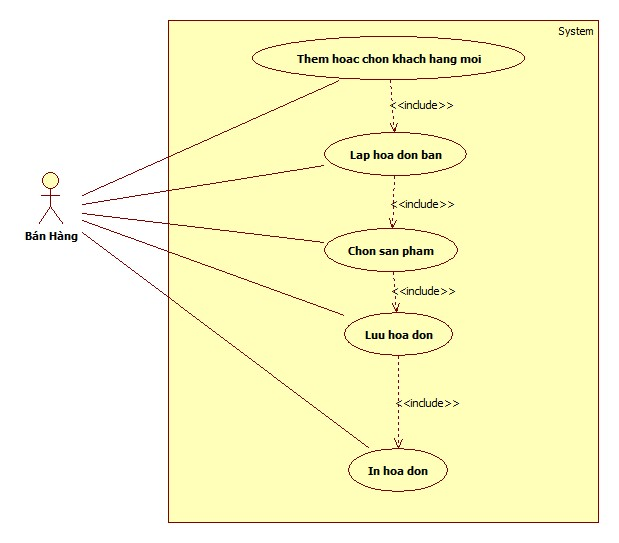 System
Them hoac chon khach hang moi
<<include>>
Lap hoa don ban
<<include>>
Bán Hàng
Chon san pham
<<include>>
Luu hoa don
<<include>>
In hoa don